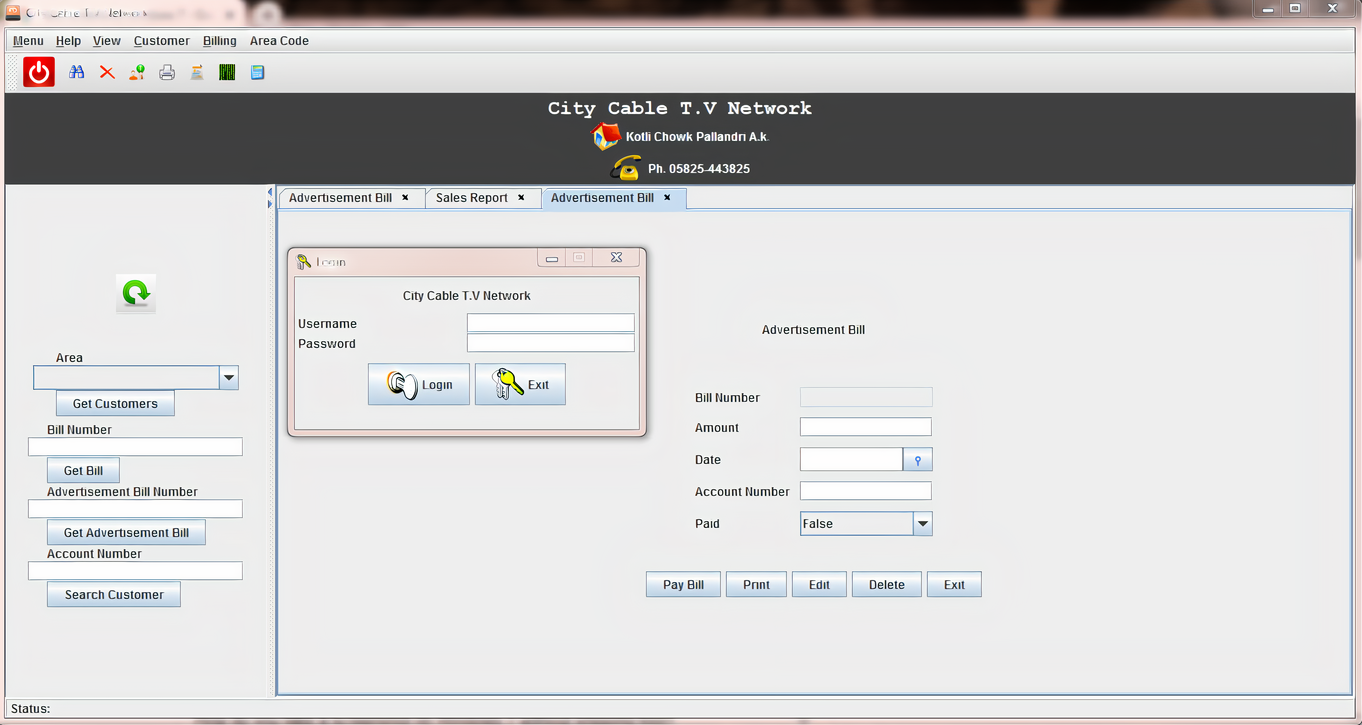 City Cable T.V Network
Menu Help View Customer Billing Area Code
City Cable T.V Network
Kotli Chowk Pallandri A.k.
Ph. 05825-443825
Advertisement Bill
Sales Report
Advertisement Bill
Area
Get Customers
Bill Number
Get Bill
Advertisement Bill Number
Get Advertisement Bill
Account Number
Search Customer
Login
City Cable T.V Network
Username
Password
Login
Exit
Advertisement Bill
Bill Number
Amount
Date
Account Number
Paid
False
Pay Bill
Print
Edit
Delete
Exit
Status: